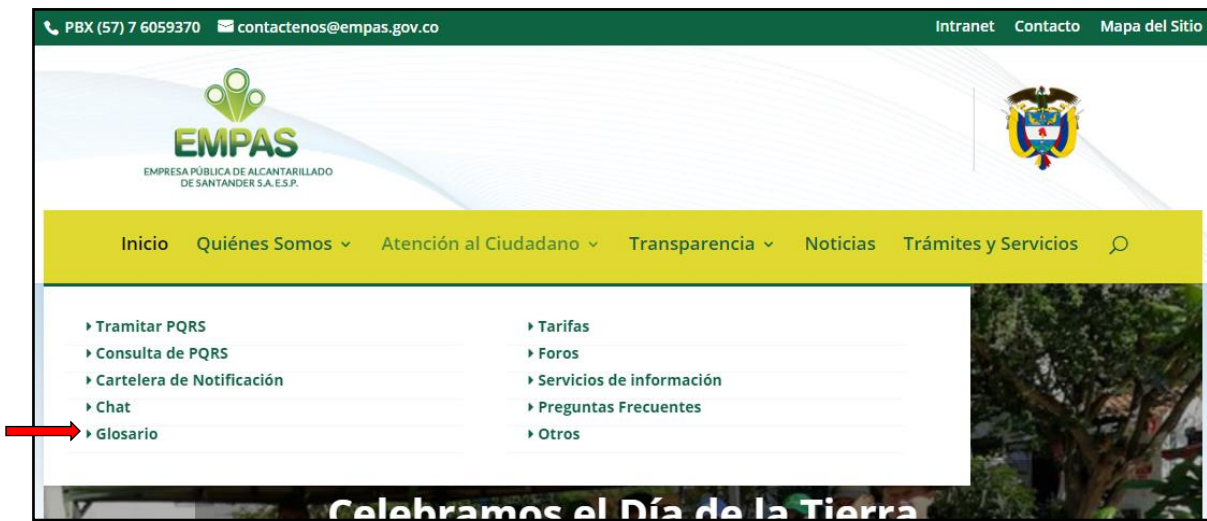 PBX (57) 7 6059370 contactenos@empas.gov.co Intranet Contacto Mapa del Sitio
EMPAS
EMPRESA PÚBLICA DE ALCANTARILLADO
DE SANTANDER S.A. E.S.P.
Inicio Quiénes Somos Atención al Ciudadano Transparencia Noticias Trámites y Servicios
Tramitar PQRS
Consulta de PQRS
Cartelera de Notificación
Chat
Glosario
Tarifas
Foros
Servicios de información
Preguntas Frecuentes
Otros
Celebramos el Día de la Tierra